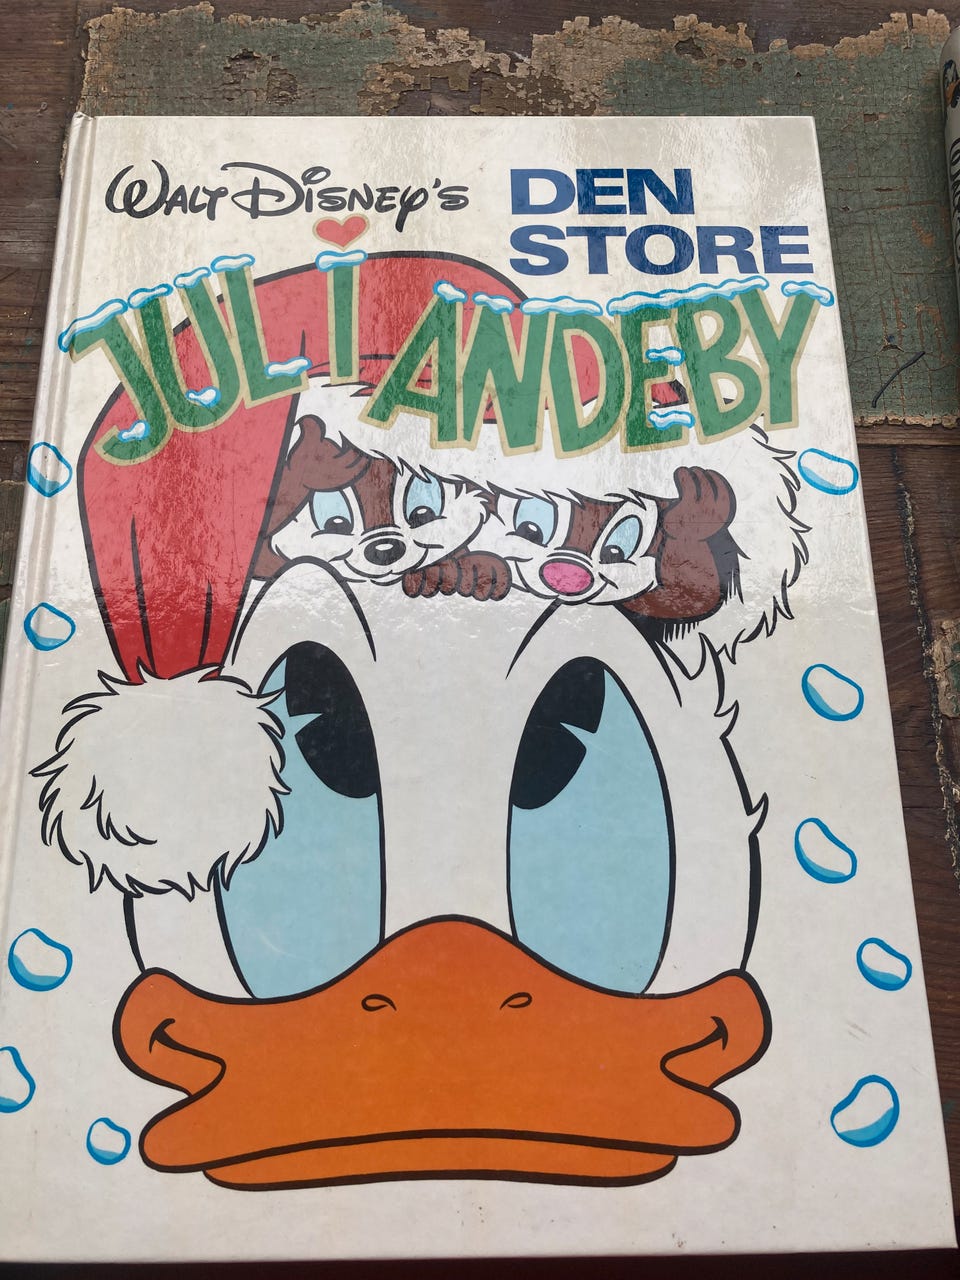 WALT DISNEY'S
DEN
STORE
JUL i ANDEBY